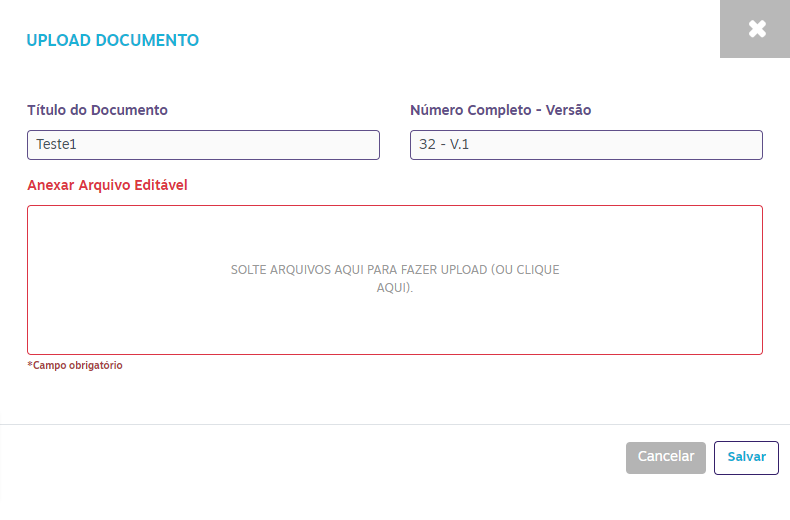 UPLOAD DOCUMENTO
Título do Documento
Número Completo - Versão
Teste1
32 - V.1
Anexar Arquivo Editável
SOLTE ARQUIVOS AQUI PARA FAZER UPLOAD (OU CLIQUE
AQUI).
*Campo obrigatório
Cancelar
Salvar